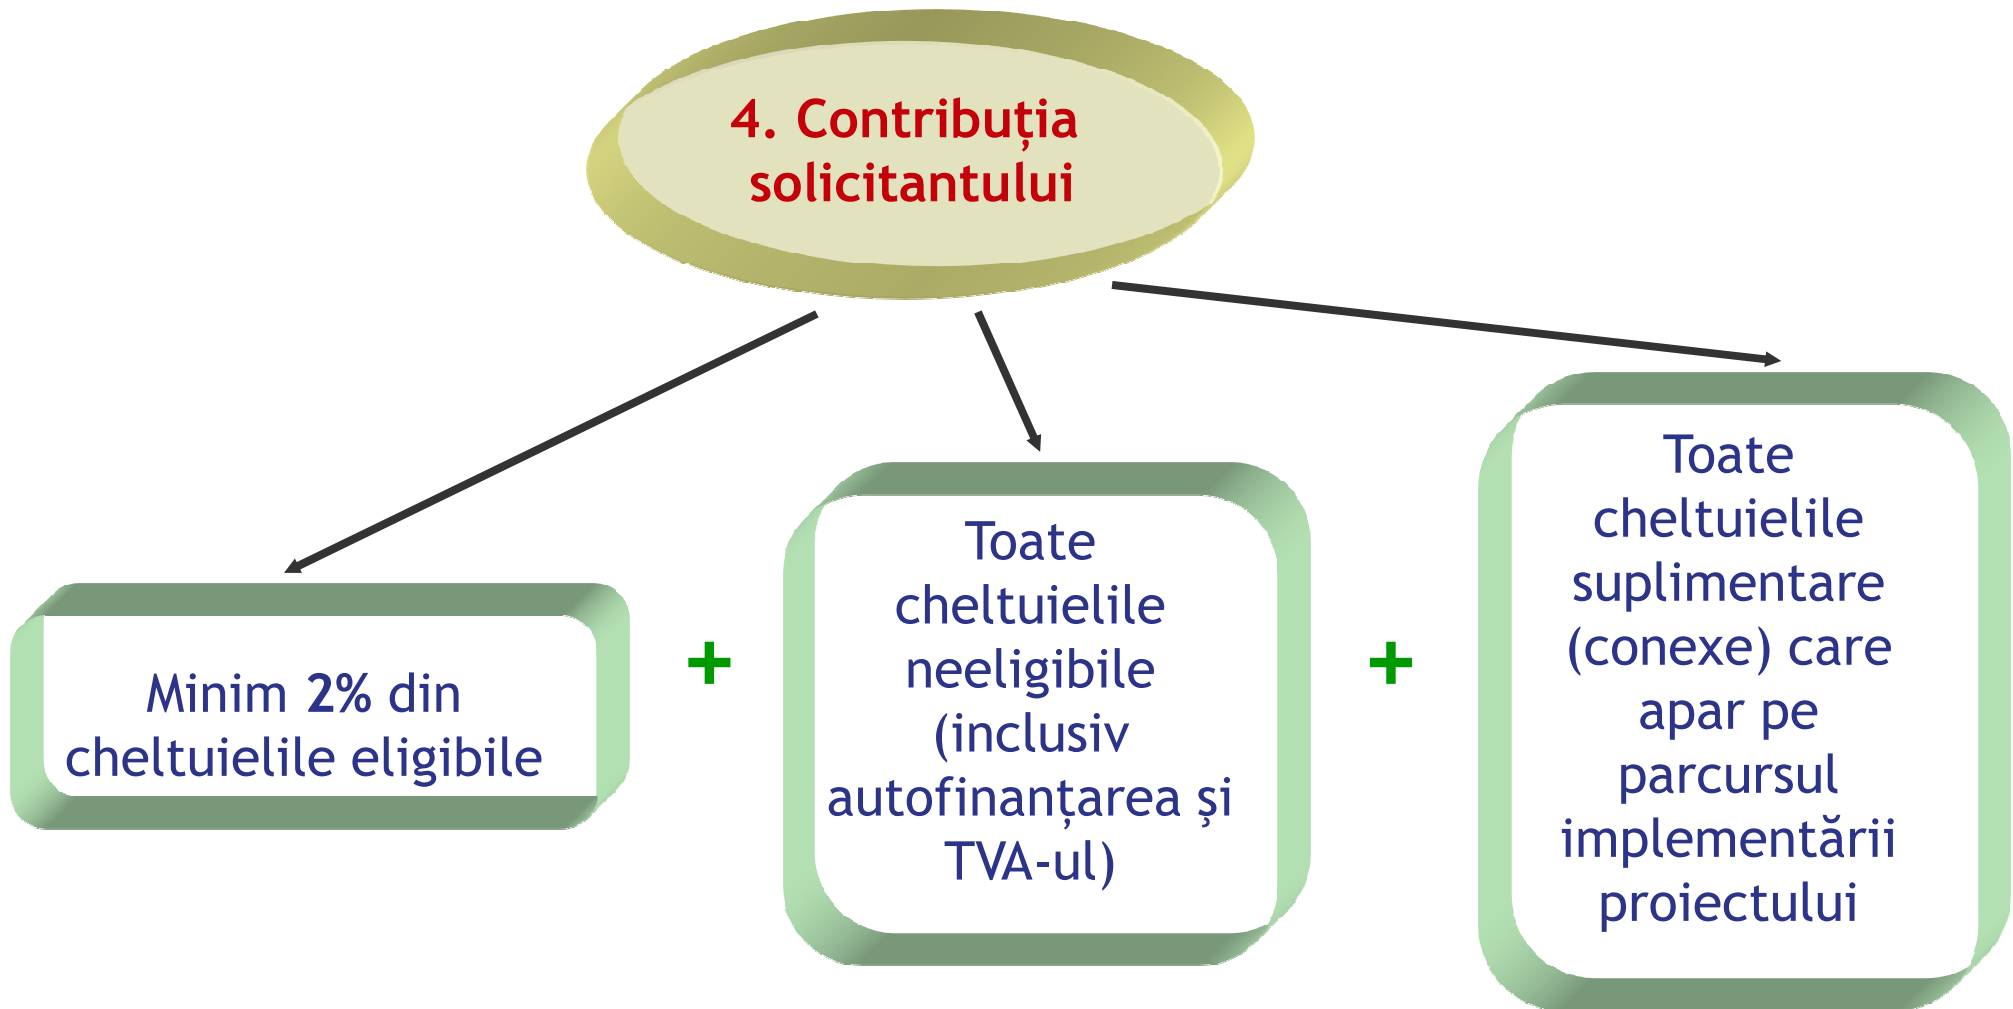 4. Contribuția
solicitantului
Minim 2% din
cheltuielile eligibile
+
Toate
cheltuielile
neeligibile
(inclusiv
autofinanțarea şi
TVA-ul)
+
Toate
cheltuielile
suplimentare
(conexe) care
apar pe
parcursul
implementării
proiectului